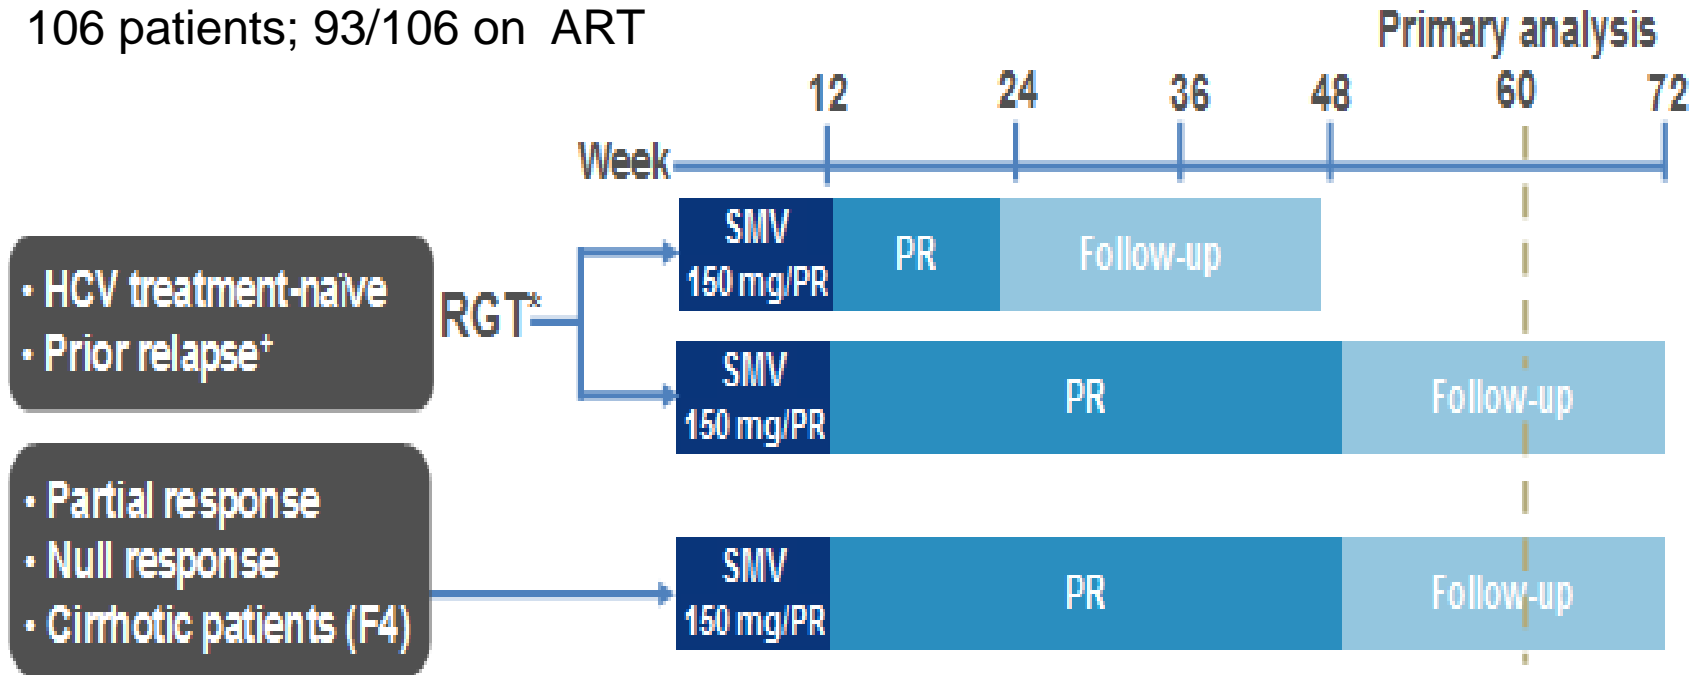 106 patients; 93/106 on ART
Primary analysis
12 24 36 48 60 72
Week
• HCV treatment-naïve
• Prior relapse⁺
RGT*
SMV
150 mg/PR
PR
Follow-up
SMV
150 mg/PR
PR
Follow-up
• Partial response
• Null response
• Cirrhotic patients (F4)
SMV
150 mg/PR
PR
Follow-up